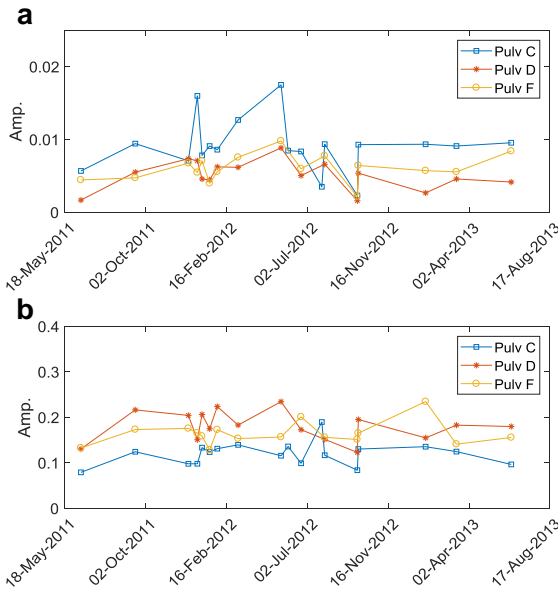 a
0.02
0.01
0
Amp.
Pulv C
Pulv D
Pulv F
18-May-2011
02-Oct-2011
16-Feb-2012
02-Jul-2012
16-Nov-2012
02-Apr-2013
17-Aug-2013
b
0.4
0.3
0.2
0.1
0
Amp.
Pulv C
Pulv D
Pulv F
18-May-2011
02-Oct-2011
16-Feb-2012
02-Jul-2012
16-Nov-2012
02-Apr-2013
17-Aug-2013